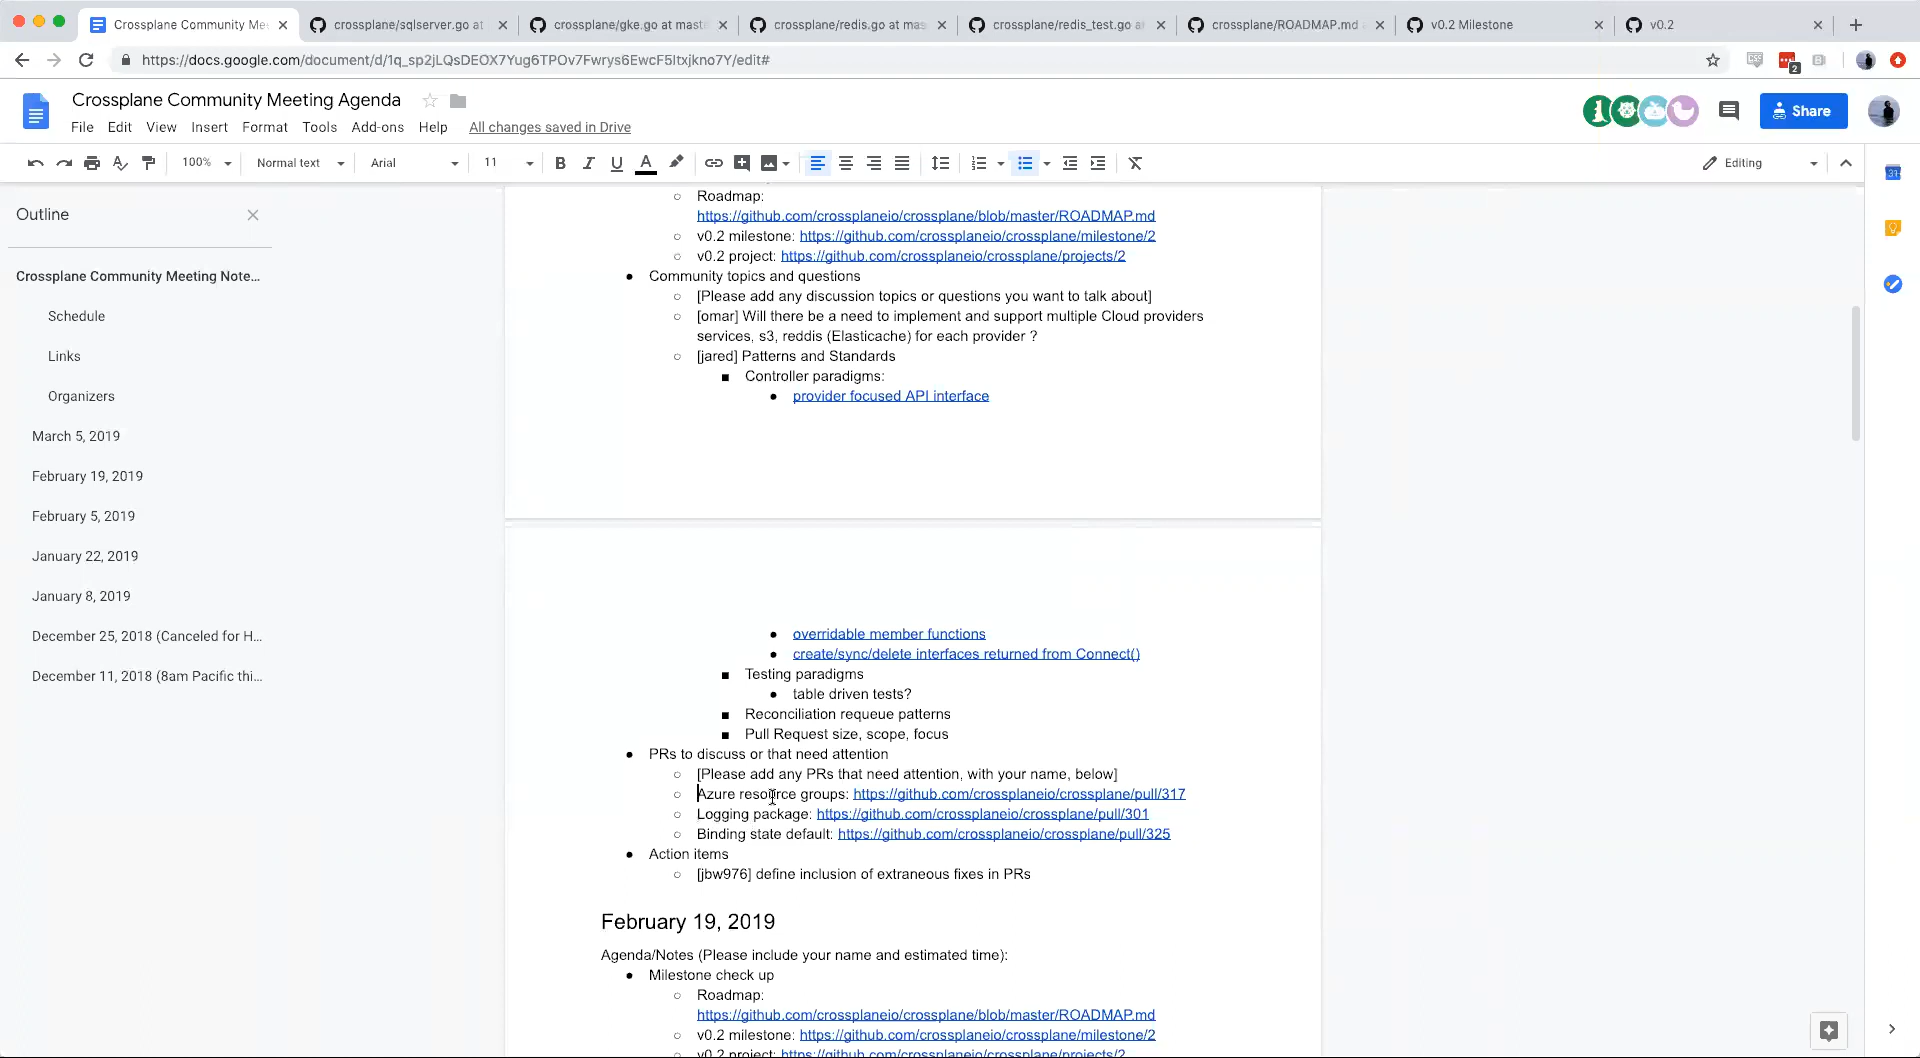 Crossplane Community Me
crossplane/sqlserver.go at
crossplane/gke.go at mast
crossplane/redis.go at mas
crossplane/redis_test.go a
crossplane/ROADMAP.md
v0.2 Milestone
v0.2
https://docs.google.com/document/d/1q_sp2jLQsDEOX7Yug6TPOv7Fwrys6EwcF5Itxjkno7Y/edit#
2
Crossplane Community Meeting Agenda
File Edit View Insert Format Tools Add-ons Help All changes saved in Drive
Share
100% Normal text Arial 11 B I U A Editing
31
Outline
Crossplane Community Meeting Note...
Schedule
Links
Organizers
March 5, 2019
February 19, 2019
February 5, 2019
January 22, 2019
January 8, 2019
December 25, 2018 (Canceled for H...
December 11, 2018 (8am Pacific thi...
Roadmap:
https://github.com/crossplaneio/crossplane/blob/master/ROADMAP.md
v0.2 milestone: https://github.com/crossplaneio/crossplane/milestone/2
v0.2 project: https://github.com/crossplaneio/crossplane/projects/2
Community topics and questions
[Please add any discussion topics or questions you want to talk about]
[omar] Will there be a need to implement and support multiple Cloud providers
services, s3, reddis (Elasticache) for each provider ?
[jared] Patterns and Standards
Controller paradigms:
provider focused API interface
overridable member functions
create/sync/delete interfaces returned from Connect()
Testing paradigms
table driven tests?
Reconciliation requeue patterns
Pull Request size, scope, focus
PRs to discuss or that need attention
[Please add any PRs that need attention, with your name, below]
Azure resource groups: https://github.com/crossplaneio/crossplane/pull/317
Logging package: https://github.com/crossplaneio/crossplane/pull/301
Binding state default: https://github.com/crossplaneio/crossplane/pull/325
Action items
[jbw976] define inclusion of extraneous fixes in PRs
February 19, 2019
Agenda/Notes (Please include your name and estimated time):
Milestone check up
Roadmap:
https://github.com/crossplaneio/crossplane/blob/master/ROADMAP.md
v0.2 milestone: https://github.com/crossplaneio/crossplane/milestone/2
v0.2 project: https://github.com/crossplaneio/crossplane/projects/2